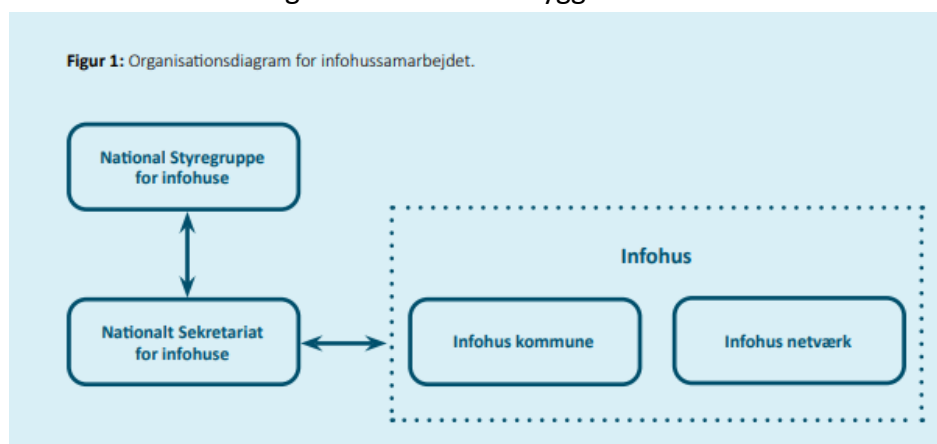 Figur 1: Organisationsdiagram for infohussamarbejdet.
National Styregruppe
for infohuse
Infohus
Nationalt Sekretariat
for infohuse
Infohus kommune
Infohus netværk